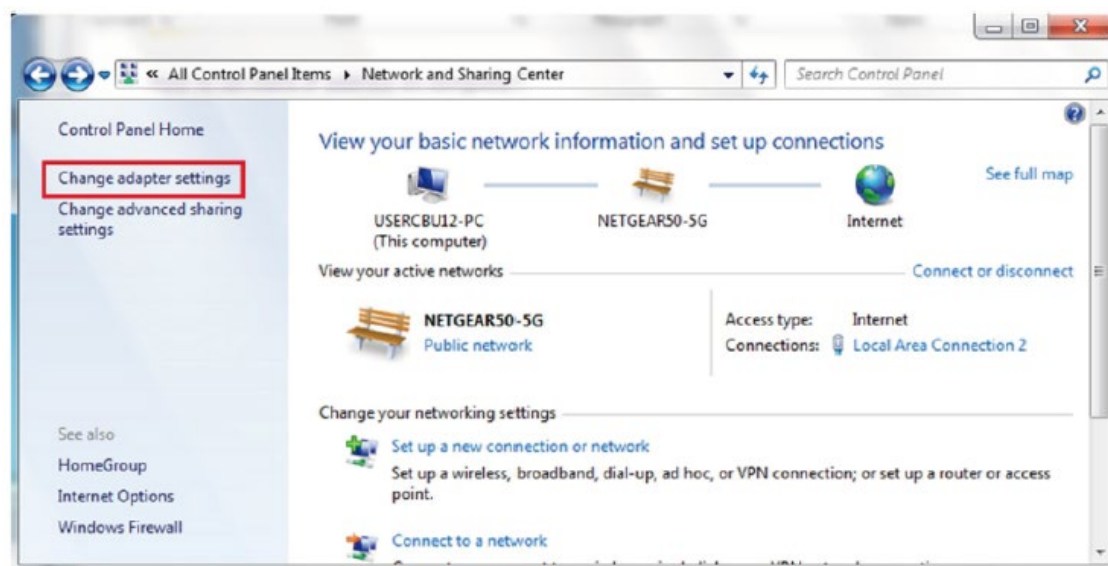 « All Control Panel Items ▸ Network and Sharing Center
Search Control Panel
Control Panel Home
Change adapter settings
Change advanced sharing
settings
See also
HomeGroup
Internet Options
Windows Firewall
View your basic network information and set up connections
See full map
USERCBU12-PC
(This computer)
NETGEAR50-5G
Internet
View your active networks
Connect or disconnect
NETGEAR50-5G
Public network
Access type: Internet
Connections: Local Area Connection 2
Change your networking settings
Set up a new connection or network
Set up a wireless, broadband, dial-up, ad hoc, or VPN connection; or set up a router or access
point.
Connect to a network